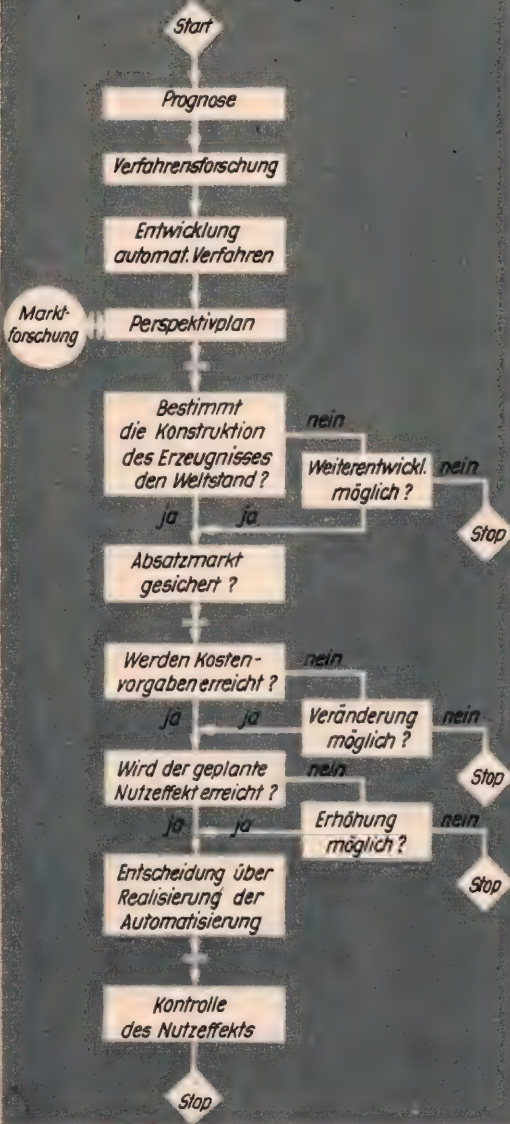 Start
Prognose
Verfahrensforschung
Entwicklung
automat. Verfahren
Markt-
forschung
Perspektivplan
Bestimmt
die Konstruktion
des Erzeugnisses
den Weltstand?
nein
Weiterentwickl.
möglich?
nein
Stop
ja
ja
Absatzmarkt
gesichert?
Werden Kosten-
vorgaben erreicht?
nein
Veränderung
möglich?
nein
Stop
ja
ja
Wird der geplante
Nutzeffekt erreicht?
nein
Erhöhung
möglich?
nein
Stop
ja
ja
Entscheidung über
Realisierung der
Automatisierung
Kontrolle
des Nutzeffekts
Stop